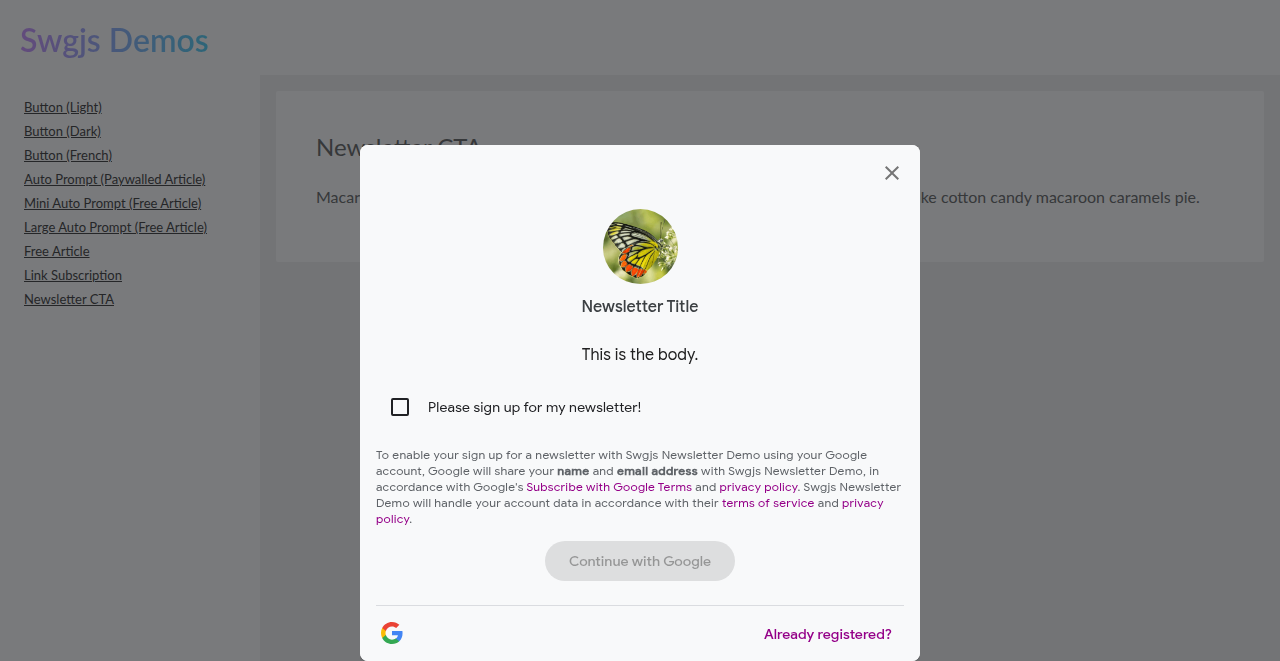 Swgjs Demos
Button (Light)
Button (Dark)
Button (French)
Auto Prompt (Paywalled Article)
Mini Auto Prompt (Free Article)
Large Auto Prompt (Free Article)
Free Article
Link Subscription
Newsletter CTA
Newsletter CTA
cotton candy macaroon caramels pie.
Newsletter Title
This is the body.
Please sign up for my newsletter!
To enable your sign up for a newsletter with Swgjs Newsletter Demo using your Google
account, Google will share your name and email address with Swgjs Newsletter Demo, in
accordance with Google's Subscribe with Google Terms and privacy policy. Swgjs Newsletter
Demo will handle your account data in accordance with their terms of service and privacy
policy.
Continue with Google
Already registered?